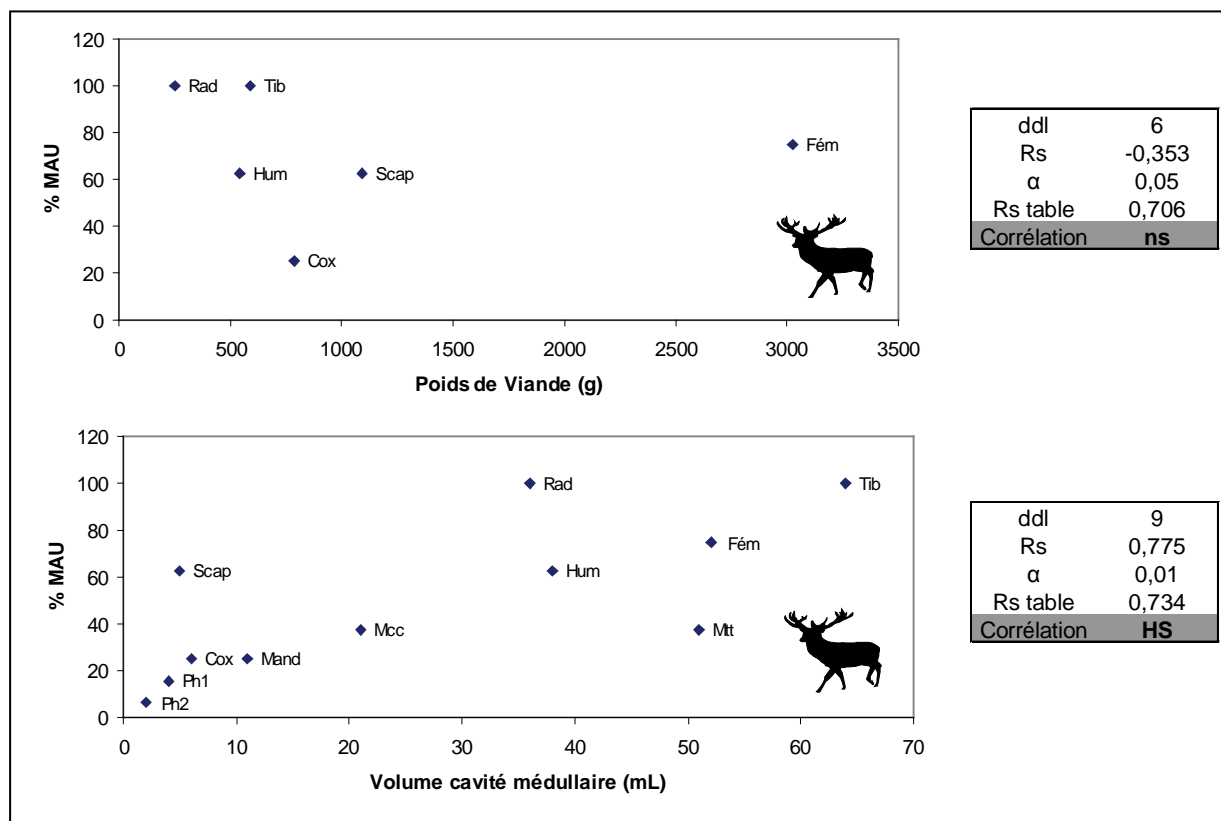 % MAU
120
100
80
60
40
20
0
Rad
Tib
Fém
Hum
Scap
Cox
0 500 1000 1500 2000 2500 3000 3500
Poids de Viande (g)
ddl 6
Rs -0,353
α 0,05
Rs table 0,706
Corrélation ns
% MAU
120
100
80
60
40
20
0
Rad
Tib
Fém
Scap
Hum
Mcc
Mtt
Cox
Mand
Ph1
Ph2
0 10 20 30 40 50 60 70
Volume cavité médullaire (mL)
ddl 9
Rs 0,775
α 0,01
Rs table 0,734
Corrélation HS